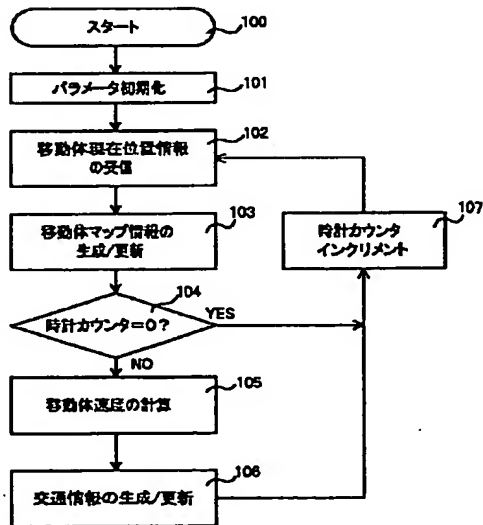 スタート
100
パラメータ初期化
101
移動体現在位置情報
の受信
102
移動体マップ情報の
生成/更新
103
時計カウンタ=0?
104
YES
NO
時計カウンタ
インクリメント
107
移動体速度の計算
105
交通情報の生成/更新
106